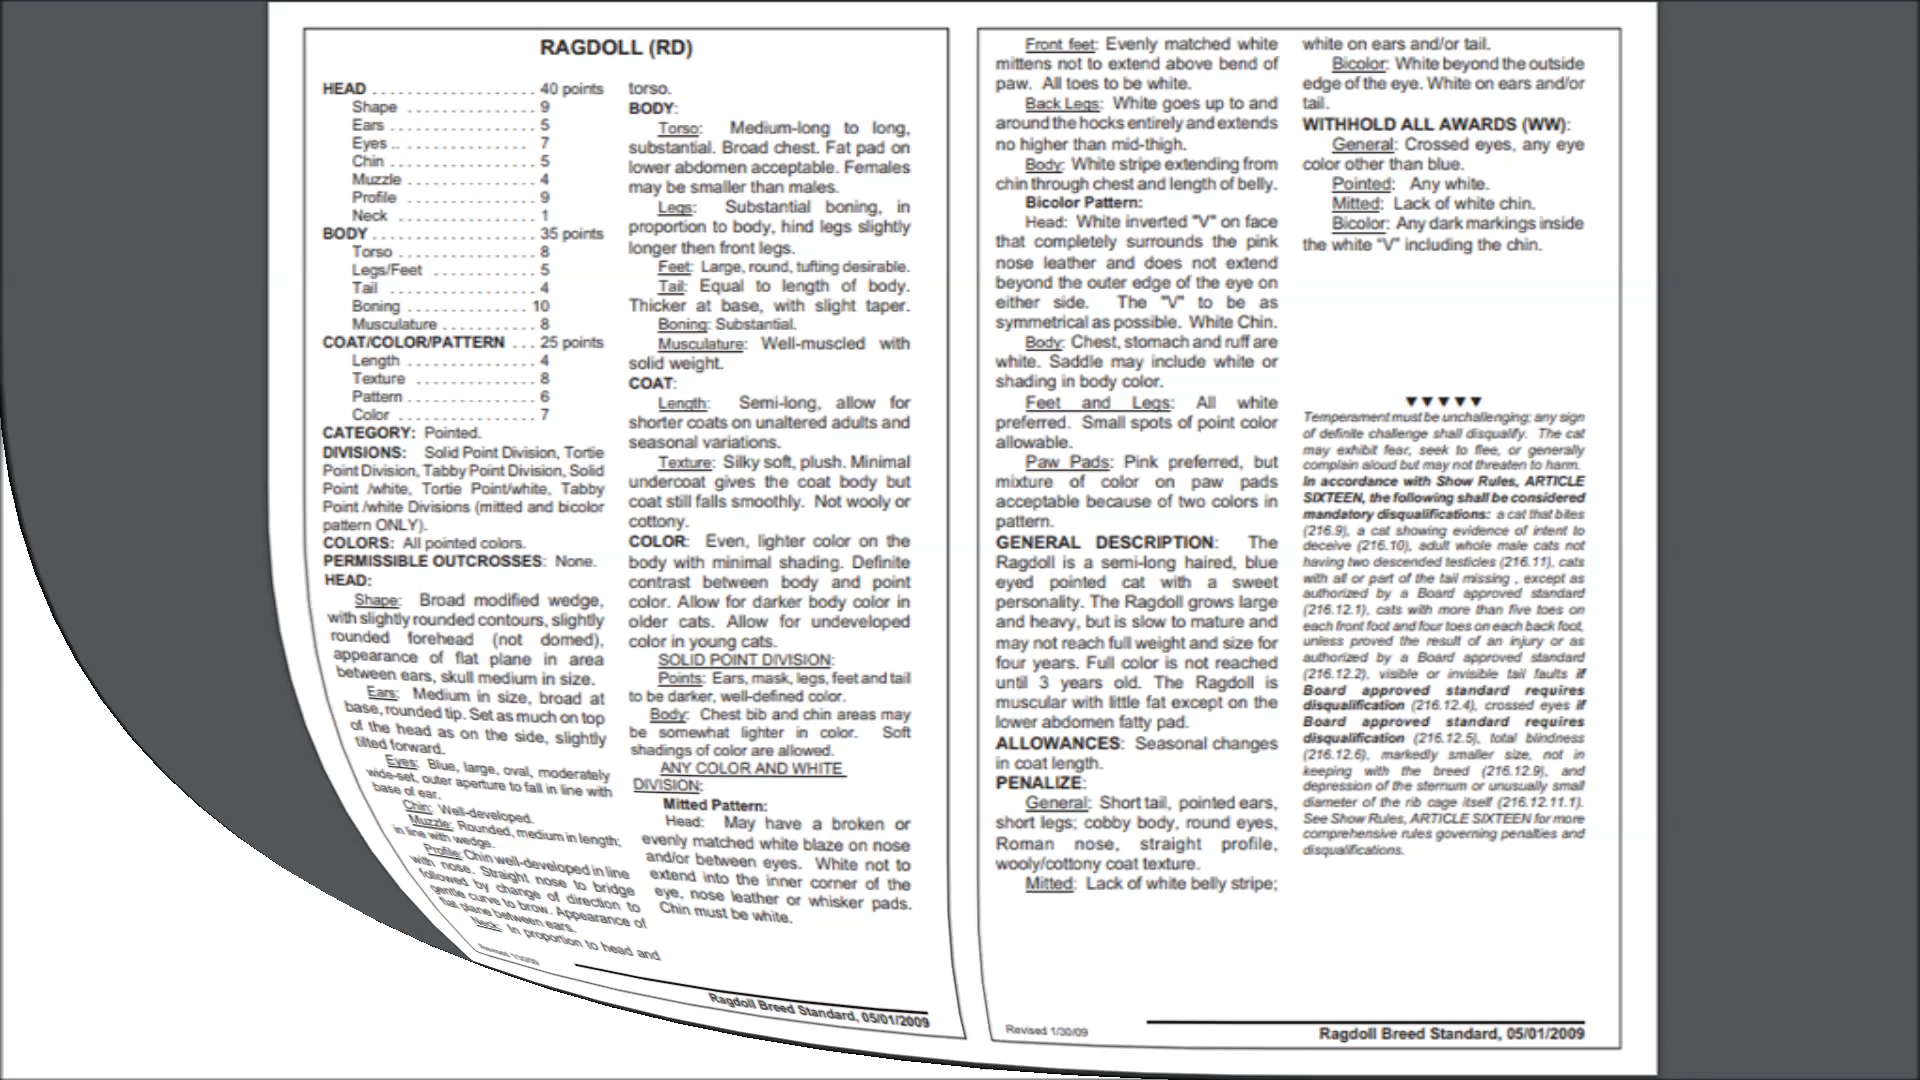 RAGDOLL (RD)
HEAD . . . . . . . . . . . . . . . . . . 40 points
Shape . . . . . . . . . . . . . . . 9
Ears . . . . . . . . . . . . . . . . 5
Eyes .. . . . . . . . . . . . . . . . 7
Chin . . . . . . . . . . . . . . . . 5
Muzzle . . . . . . . . . . . . . . 4
Profile . . . . . . . . . . . . . . . 9
Neck . . . . . . . . . . . . . . . 1
BODY . . . . . . . . . . . . . . . . . . 35 points
Torso . . . . . . . . . . . . . . . 8
Legs/Feet . . . . . . . . . . . 5
Tail . . . . . . . . . . . . . . . . . 4
Boning . . . . . . . . . . . . . . 10
Musculature . . . . . . . . . . 8
COAT/COLOR/PATTERN . . . 25 points
Length . . . . . . . . . . . . . . 4
Texture . . . . . . . . . . . . . 8
Pattern . . . . . . . . . . . . . . 6
Color . . . . . . . . . . . . . . . 7
CATEGORY: Pointed.
DIVISIONS: Solid Point Division, Tortie
Point Division, Tabby Point Division, Solid
Point /white, Tortie Point/white, Tabby
Point /white Divisions (mitted and bicolor
pattern ONLY).
COLORS: All pointed colors.
PERMISSIBLE OUTCROSSES: None.
HEAD:
Shape: Broad modified wedge,
with slightly rounded contours, slightly
rounded forehead (not domed),
appearance of flat plane in area
between ears, skull medium in size.
Ears: Medium in size, broad at
base, rounded tip. Set as much on top
of the head as on the side, slightly
tilted forward.
Eyes: Blue, large, oval, moderately
wide-set, outer aperture to fall in line with
base of ear.
Chin: Well-developed.
Muzzle: Rounded, medium in length;
in line with wedge.
Profile: Chin well-developed in line
with nose. Straight nose to bridge
followed by change of direction to
gentle curve to brow. Appearance of
flat plane between ears.
Neck: In proportion to head and
Revised 1/30/09
torso.
BODY:
Torso: Medium-long to long,
substantial. Broad chest. Fat pad on
lower abdomen acceptable. Females
may be smaller than males.
Legs: Substantial boning, in
proportion to body, hind legs slightly
longer then front legs.
Feet: Large, round, tufting desirable.
Tail: Equal to length of body.
Thicker at base, with slight taper.
Boning: Substantial.
Musculature: Well-muscled with
solid weight.
COAT:
Length: Semi-long, allow for
shorter coats on unaltered adults and
seasonal variations.
Texture: Silky soft, plush. Minimal
undercoat gives the coat body but
coat still falls smoothly. Not wooly or
cottony.
COLOR: Even, lighter color on the
body with minimal shading. Definite
contrast between body and point
color. Allow for darker body color in
older cats. Allow for undeveloped
color in young cats.
SOLID POINT DIVISION:
Points: Ears, mask, legs, feet and tail
to be darker, well-defined color.
Body: Chest bib and chin areas may
be somewhat lighter in color. Soft
shadings of color are allowed.
ANY COLOR AND WHITE
DIVISION:
Mitted Pattern:
Head: May have a broken or
evenly matched white blaze on nose
and/or between eyes. White not to
extend into the inner corner of the
eye, nose leather or whisker pads.
Chin must be white.
Ragdoll Breed Standard, 05/01/2009
Front feet: Evenly matched white
mittens not to extend above bend of
paw. All toes to be white.
Back Legs: White goes up to and
around the hocks entirely and extends
no higher than mid-thigh.
Body: White stripe extending from
chin through chest and length of belly.
Bicolor Pattern:
Head: White inverted "V" on face
that completely surrounds the pink
nose leather and does not extend
beyond the outer edge of the eye on
either side. The "V" to be as
symmetrical as possible. White Chin.
Body: Chest, stomach and ruff are
white. Saddle may include white or
shading in body color.
Feet and Legs: All white
preferred. Small spots of point color
allowable.
Paw Pads: Pink preferred, but
mixture of color on paw pads
acceptable because of two colors in
pattern.
GENERAL DESCRIPTION: The
Ragdoll is a semi-long haired, blue
eyed pointed cat with a sweet
personality. The Ragdoll grows large
and heavy, but is slow to mature and
may not reach full weight and size for
four years. Full color is not reached
until 3 years old. The Ragdoll is
muscular with little fat except on the
lower abdomen fatty pad.
ALLOWANCES: Seasonal changes
in coat length.
PENALIZE:
General: Short tail, pointed ears,
short legs; cobby body, round eyes,
Roman nose, straight profile,
wooly/cottony coat texture.
Mitted: Lack of white belly stripe;
Revised 1/30/09
white on ears and/or tail.
Bicolor: White beyond the outside
edge of the eye. White on ears and/or
tail.
WITHHOLD ALL AWARDS (WW):
General: Crossed eyes, any eye
color other than blue.
Pointed: Any white.
Mitted: Lack of white chin.
Bicolor: Any dark markings inside
the white "V" including the chin.
▼▼▼▼▼
Temperament must be unchallenging; any sign
of definite challenge shall disqualify. The cat
may exhibit fear, seek to flee, or generally
complain aloud but may not threaten to harm.
In accordance with Show Rules, ARTICLE
SIXTEEN, the following shall be considered
mandatory disqualifications: a cat that bites
(216.9), a cat showing evidence of intent to
deceive (216.10), adult whole male cats not
having two descended testicles (216.11), cats
with all or part of the tail missing , except as
authorized by a Board approved standard
(216.12.1), cats with more than five toes on
each front foot and four toes on each back foot,
unless proved the result of an injury or as
authorized by a Board approved standard
(216.12.2), visible or invisible tail faults if
Board approved standard requires
disqualification (216.12.4), crossed eyes if
Board approved standard requires
disqualification (216.12.5), total blindness
(216.12.6), markedly smaller size, not in
keeping with the breed (216.12.9), and
depression of the sternum or unusually small
diameter of the rib cage itself (216.12.11.1).
See Show Rules, ARTICLE SIXTEEN for more
comprehensive rules governing penalties and
disqualifications.
Ragdoll Breed Standard, 05/01/2009